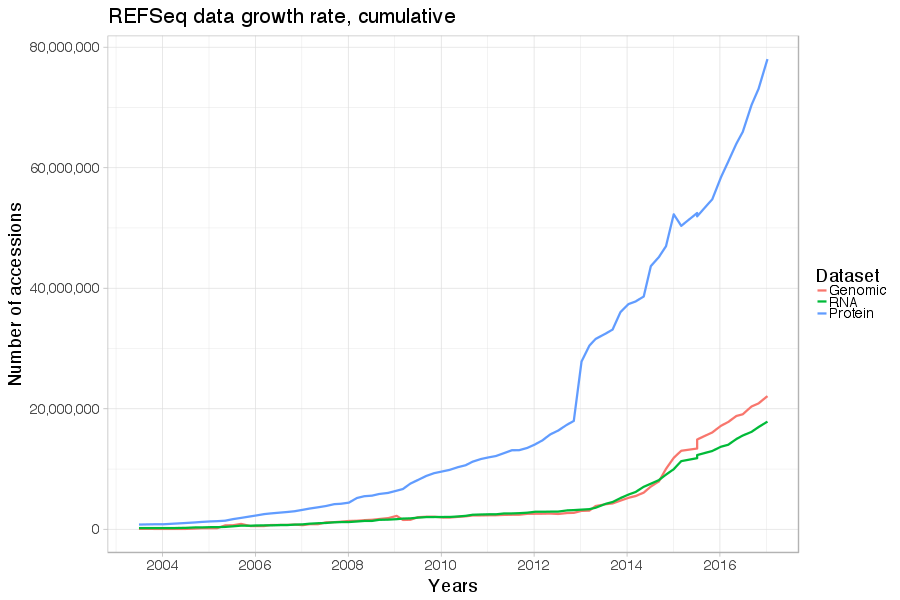 REFSeq data growth rate, cumulative
80,000,000
60,000,000
40,000,000
20,000,000
0
Number of accessions
2004 2006 2008 2010 2012 2014 2016
Years
Dataset
Genomic
RNA
Protein